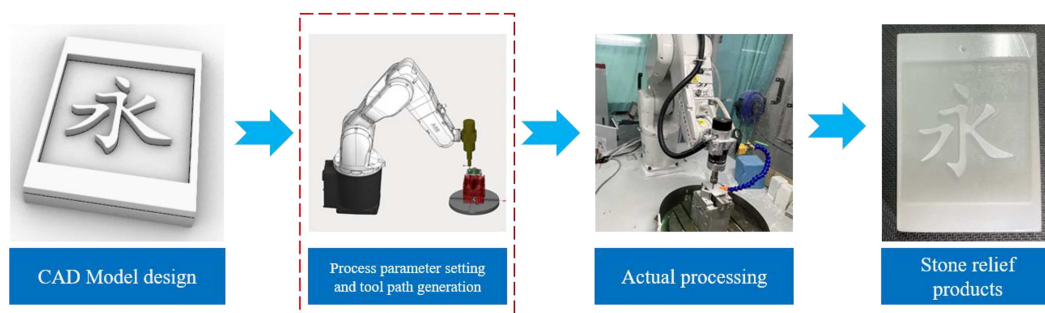 永
永
CAD Model design
Process parameter setting
and tool path generation
Actual processing
Stone relief
products